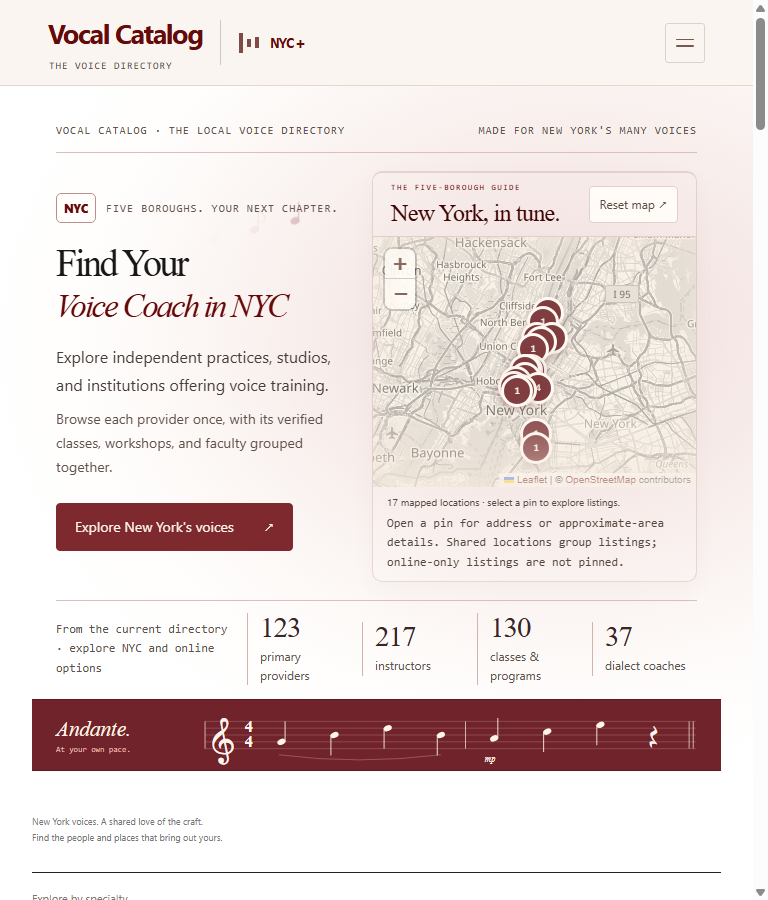 Vocal Catalog
THE VOICE DIRECTORY
NYC+
VOCAL CATALOG · THE LOCAL VOICE DIRECTORY
MADE FOR NEW YORK'S MANY VOICES
NYC
FIVE BOROUGHS. YOUR NEXT CHAPTER.
Find Your
Voice Coach in NYC
Explore independent practices, studios,
and institutions offering voice training.
Browse each provider once, with its verified
classes, workshops, and faculty grouped
together.
Explore New York's voices ↗
THE FIVE-BOROUGH GUIDE
New York, in tune.
Reset map ↗
Hackensack
Hasbrouck
Heights
Fort Lee
I 95
North Ber
Union C
1
Newark
1
4
New York
New York
Bayonne
1
Queens
+
−
Leaflet | © OpenStreetMap contributors
17 mapped locations · select a pin to explore listings.
Open a pin for address or approximate-area
details. Shared locations group listings;
online-only listings are not pinned.
From the current directory
· explore NYC and online
options
123
primary
providers
217
instructors
130
classes &
programs
37
dialect coaches
Andante.
At your own pace.
4
4
mp
New York voices. A shared love of the craft.
Find the people and places that bring out yours.
Explore by specialty